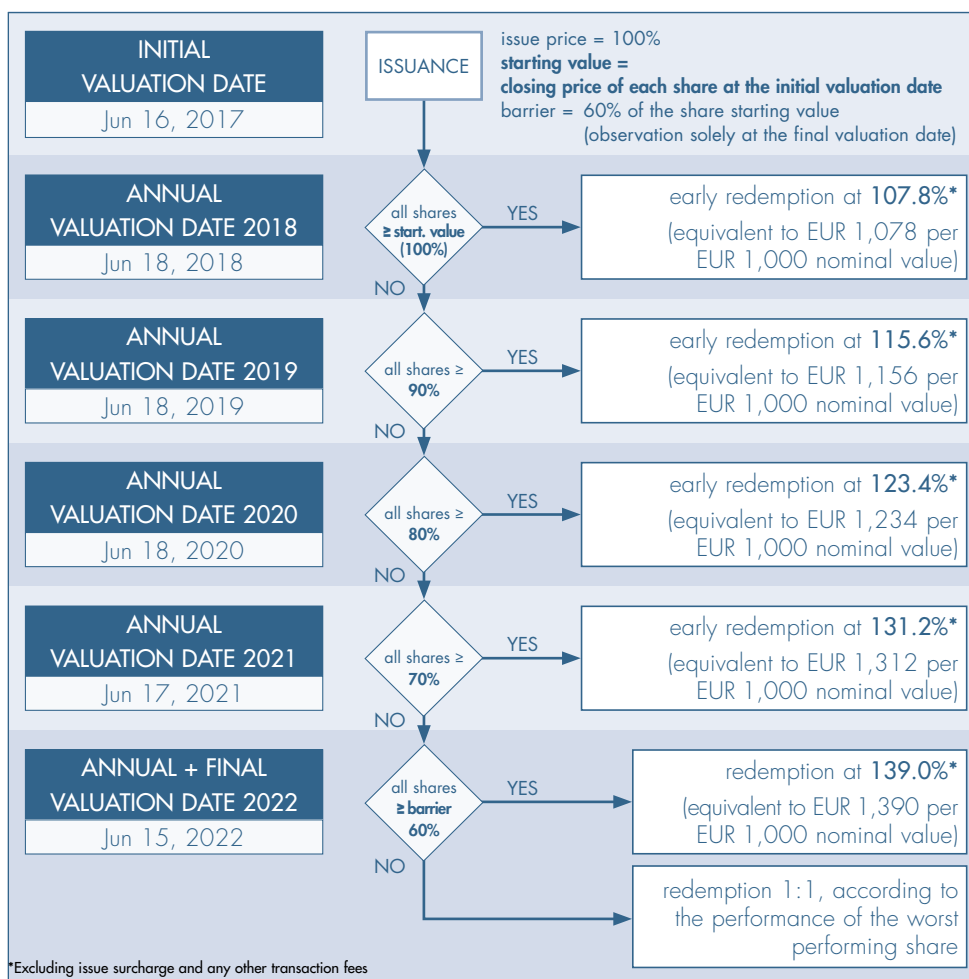 INITIAL
VALUATION DATE
Jun 16, 2017
ISSUANCE
issue price = 100%
starting value =
closing price of each share at the initial valuation date
barrier = 60% of the share starting value
(observation solely at the final valuation date)
ANNUAL
VALUATION DATE 2018
Jun 18, 2018
all shares
≥ start. value
(100%)
YES
early redemption at 107.8%*
(equivalent to EUR 1,078 per
EUR 1,000 nominal value)
NO
ANNUAL
VALUATION DATE 2019
Jun 18, 2019
all shares ≥
90%
YES
early redemption at 115.6%*
(equivalent to EUR 1,156 per
EUR 1,000 nominal value)
NO
ANNUAL
VALUATION DATE 2020
Jun 18, 2020
all shares ≥
80%
YES
early redemption at 123.4%*
(equivalent to EUR 1,234 per
EUR 1,000 nominal value)
NO
ANNUAL
VALUATION DATE 2021
Jun 17, 2021
all shares ≥
70%
YES
early redemption at 131.2%*
(equivalent to EUR 1,312 per
EUR 1,000 nominal value)
NO
ANNUAL + FINAL
VALUATION DATE 2022
Jun 15, 2022
all shares
≥ barrier
60%
YES
redemption at 139.0%*
(equivalent to EUR 1,390 per
EUR 1,000 nominal value)
NO
redemption 1:1, according to
the performance of the worst
performing share
*Excluding issue surcharge and any other transaction fees